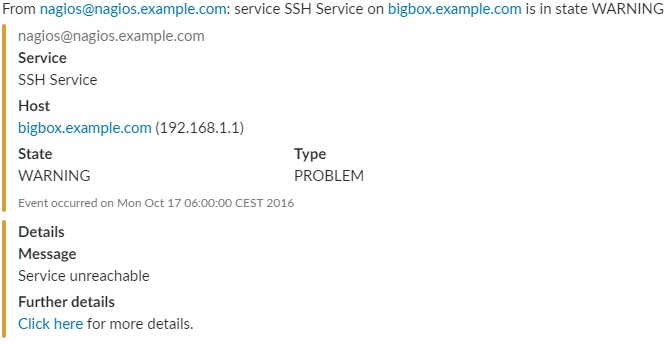 From nagios@nagios.example.com: service SSH Service on bigbox.example.com is in state WARNING
nagios@nagios.example.com
Service
SSH Service
Host
bigbox.example.com (192.168.1.1)
State Type
WARNING PROBLEM
Event occurred on Mon Oct 17 06:00:00 CEST 2016
Details
Message
Service unreachable
Further details
Click here for more details.